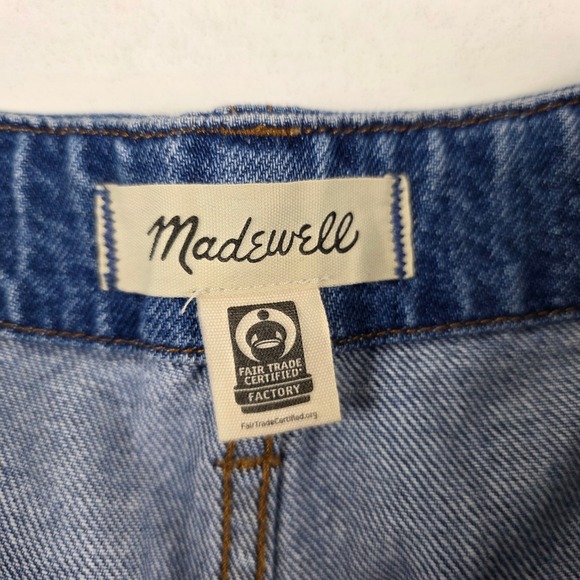 Madewell
FAIR TRADE
CERTIFIED
FACTORY
FairTradeCertified.org